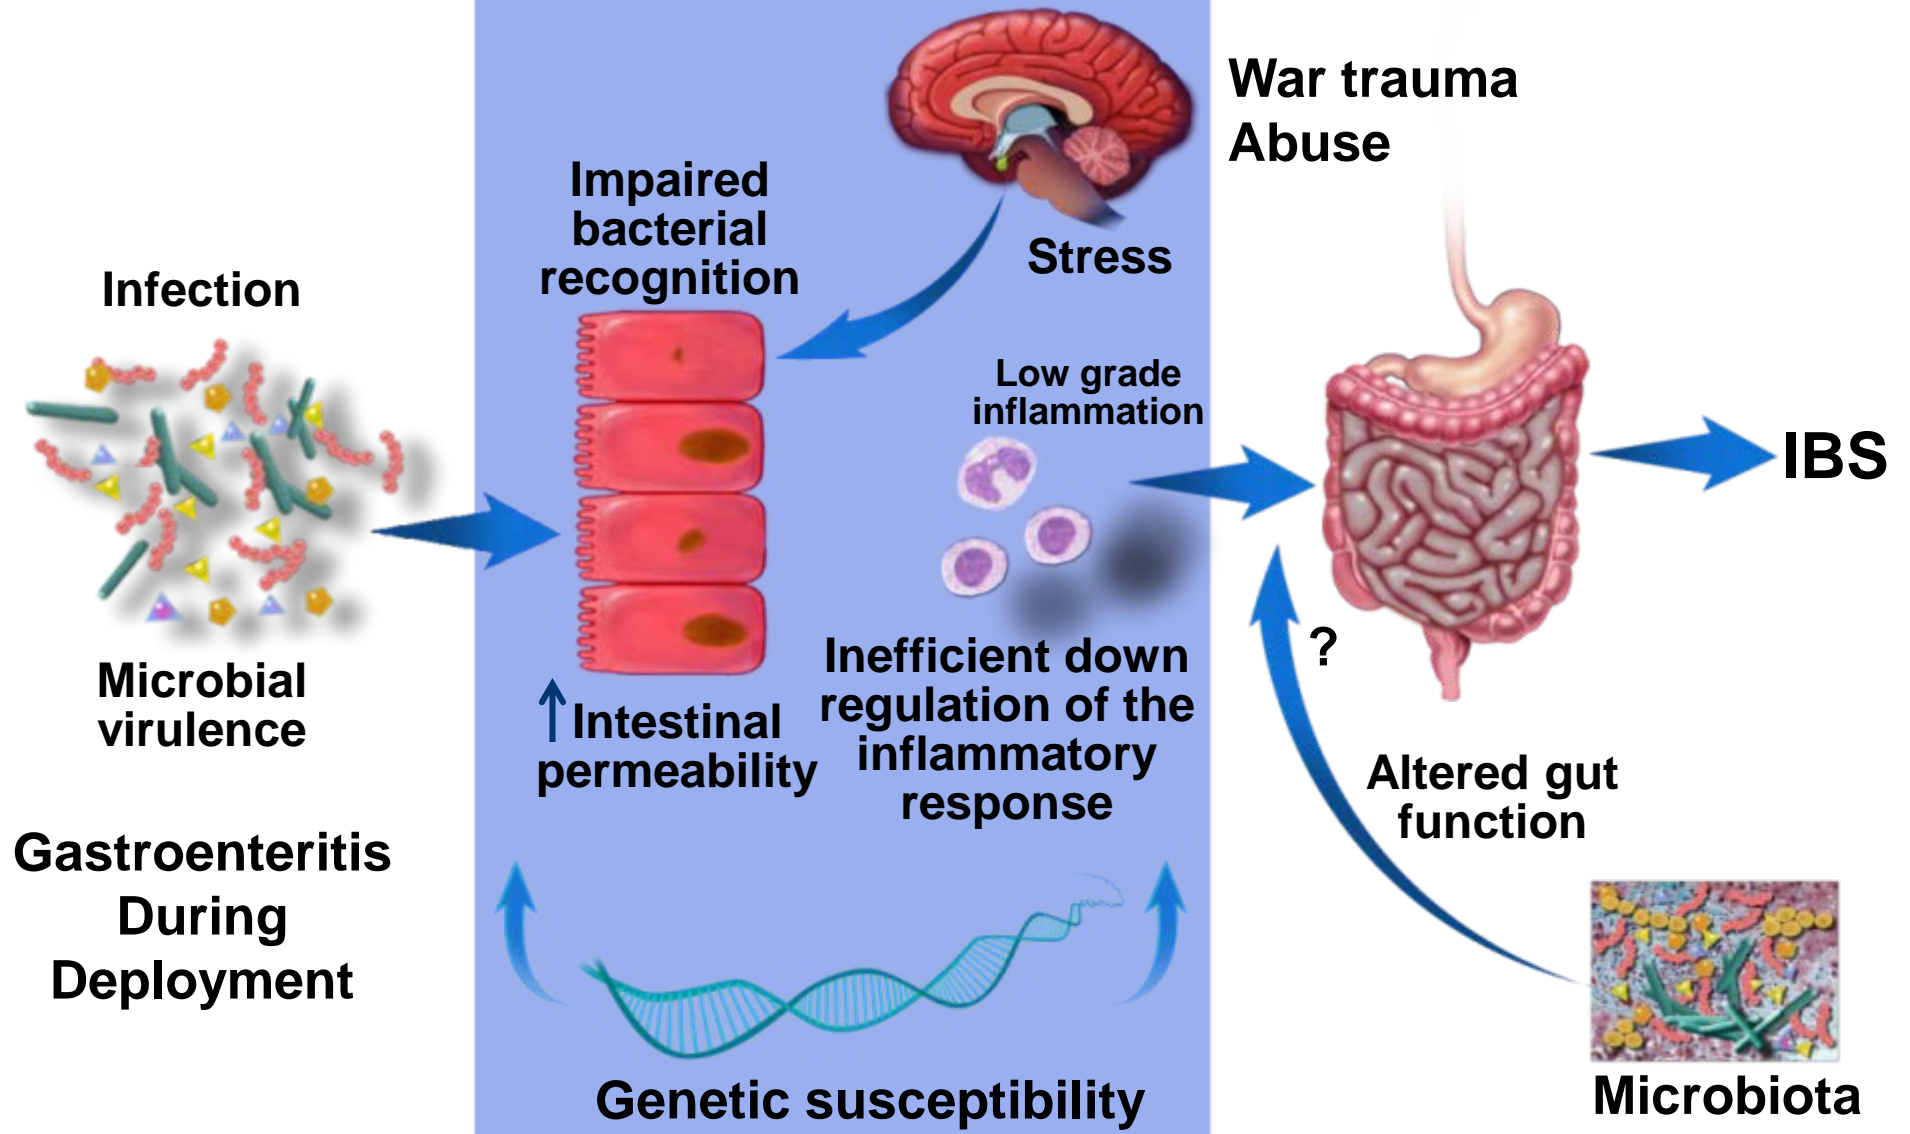 Infection
Microbial
virulence
Gastroenteritis
During
Deployment
Impaired
bacterial
recognition
↑ Intestinal
permeability
Stress
War trauma
Abuse
Low grade
inflammation
Inefficient down
regulation of the
inflammatory
response
Genetic susceptibility
?
Altered gut
function
Microbiota
IBS